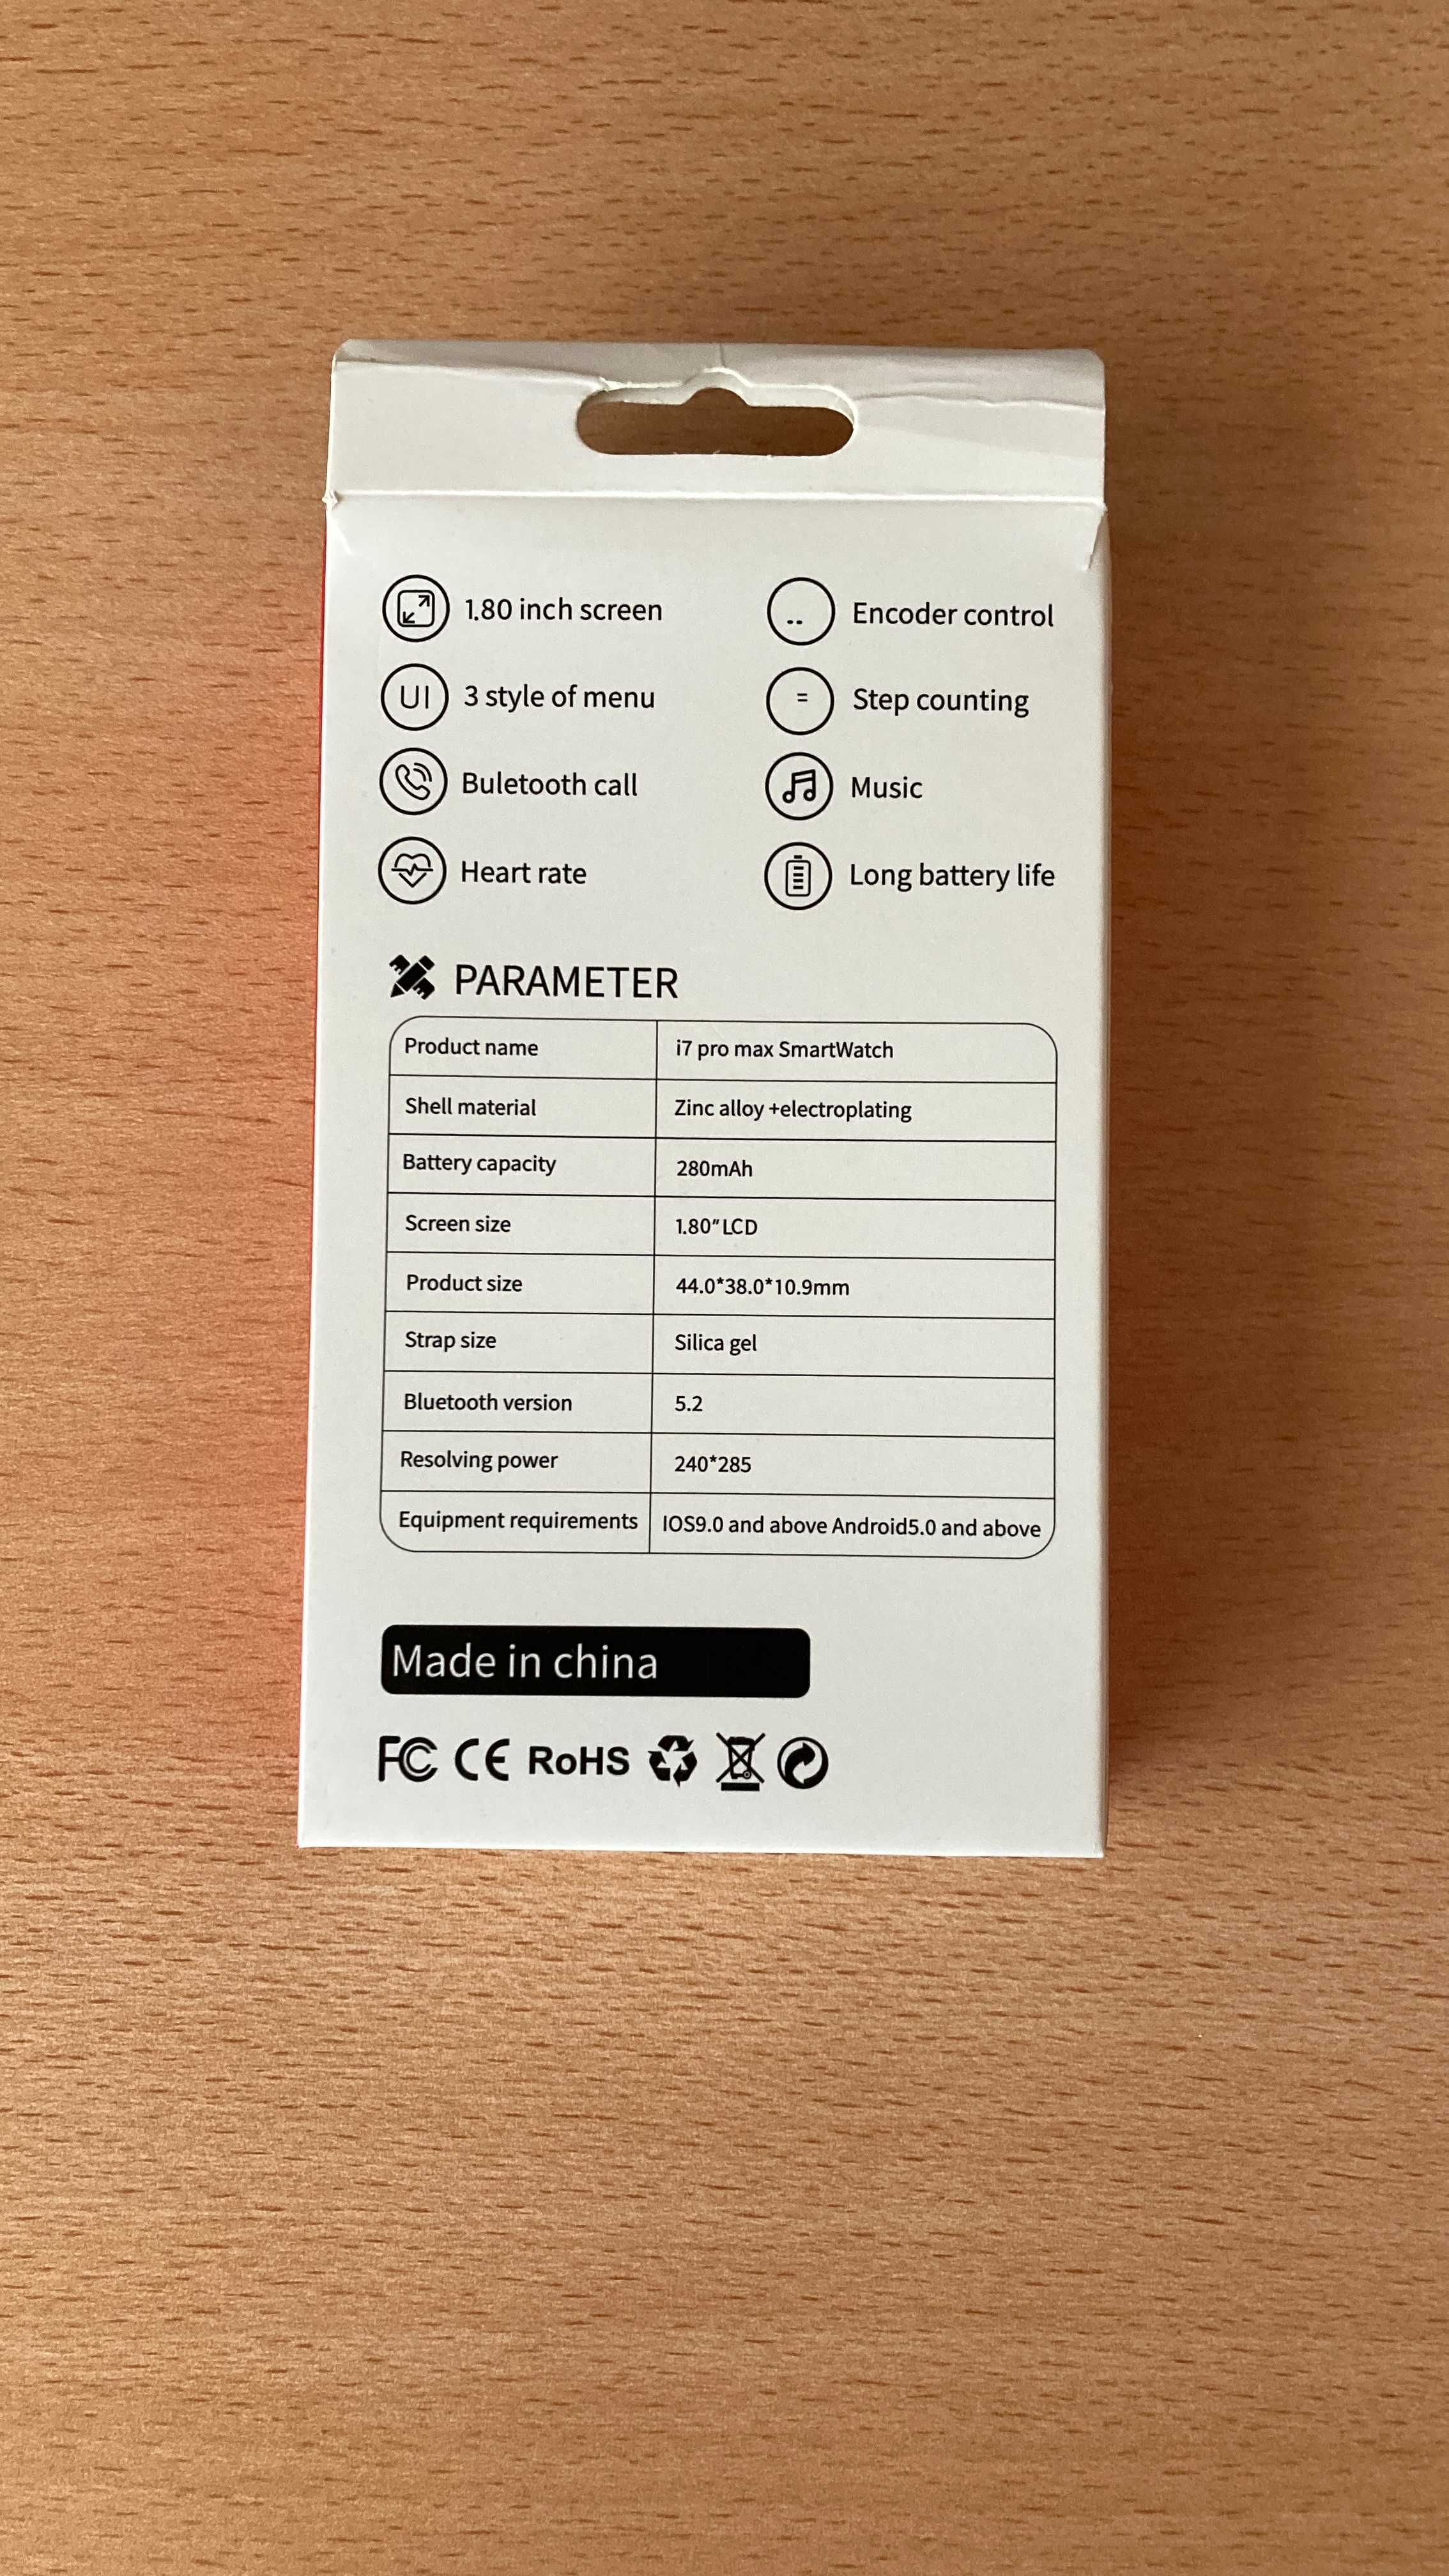 1.80 inch screen
Encoder control
UI
3 style of menu
=
Step counting
Buletooth call
Music
Heart rate
Long battery life
PARAMETER
Product name i7 pro max SmartWatch
Shell material Zinc alloy +electroplating
Battery capacity 280mAh
Screen size 1.80"LCD
Product size 44.0*38.0*10.9mm
Strap size Silica gel
Bluetooth version 5.2
Resolving power 240*285
Equipment requirements IOS9.0 and above Android5.0 and above
Made in china
FC CE RoHS